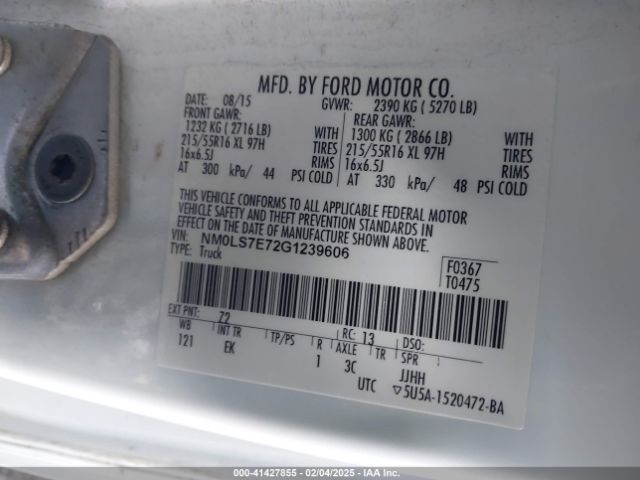 MFD. BY FORD MOTOR CO.
DATE: 08/15 GVWR: 2390 KG ( 5270 LB)
FRONT GAWR: REAR GAWR:
1232 KG ( 2716 LB) WITH 1300 KG ( 2866 LB) WITH
215/55R16 XL 97H TIRES 215/55R16 XL 97H TIRES
16x6.5J RIMS 16x6.5J RIMS
AT 300 kPa/ 44 PSI COLD AT 330 kPa/ 48 PSI COLD
THIS VEHICLE CONFORMS TO ALL APPLICABLE FEDERAL MOTOR
VEHICLE SAFETY AND THEFT PREVENTION STANDARDS IN
EFFECT ON THE DATE OF MANUFACTURE SHOWN ABOVE.
VIN: NM0LS7E72G1239606
TYPE: Truck
F0367
T0475
EXT PNT: Z2 RC: 13 DSO:
WB INT TR TP/PS R AXLE TR SPR
121 EK 1 3C JJHH
UTC ▽5U5A-1520472-BA
000-41427855 - 02/04/2025 - IAA Inc.